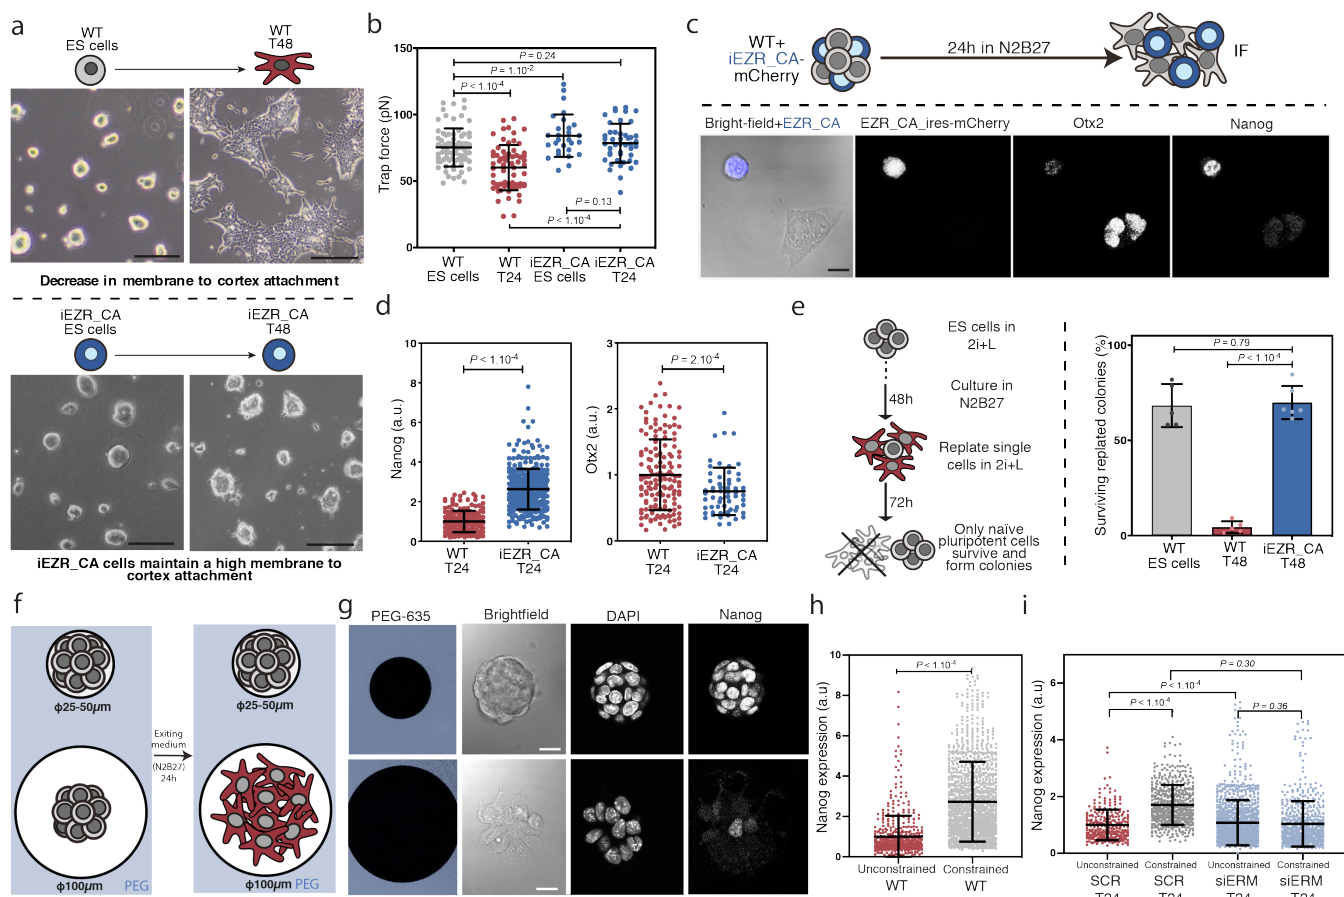 a
WT
ES cells
WT
T48
Decrease in membrane to cortex attachment
iEZR_CA
ES cells
iEZR_CA
T48
iEZR_CA cells maintain a high membrane to
cortex attachment
b
Trap force (pN)
150
100
50
0
P = 0.24
P = 1.10⁻²
P < 1.10⁻⁴
P = 0.13
P < 1.10⁻⁴
WT
ES cells
WT
T24
iEZR_CA
ES cells
iEZR_CA
T24
c
WT+
iEZR_CA-
mCherry
24h in N2B27
IF
Bright-field+EZR_CA
EZR_CA_ires-mCherry
Otx2
Nanog
d
Nanog (a.u.)
10
8
6
4
2
0
P < 1.10⁻⁴
WT
T24
iEZR_CA
T24
Otx2 (a.u.)
3
2
1
0
P = 2.10⁻⁴
WT
T24
iEZR_CA
T24
e
ES cells in
2i+L
48h
Culture in
N2B27
Replate single
cells in 2i+L
72h
Only naïve
pluripotent cells
survive and
form colonies
Surviving replated colonies (%)
100
50
0
P = 0.79
P < 10⁻⁴
WT
ES cells
WT
T48
iEZR_CA
T48
f
ϕ25-50µm
ϕ25-50µm
Exiting
medium
(N2B27)
24h
ϕ100µm PEG
ϕ100µm PEG
g
PEG-635
Brightfield
DAPI
Nanog
h
Nanog expression (a.u)
10
8
6
4
2
0
P < 1.10⁻⁴
Unconstrained
WT
Constrained
WT
i
Nanog expression (a.u)
6
4
2
0
P = 0.30
P < 1.10⁻⁴
P < 1.10⁻⁴
P = 0.36
Unconstrained
SCR
T24
Constrained
SCR
T24
Unconstrained
siERM
T24
Constrained
siERM
T24